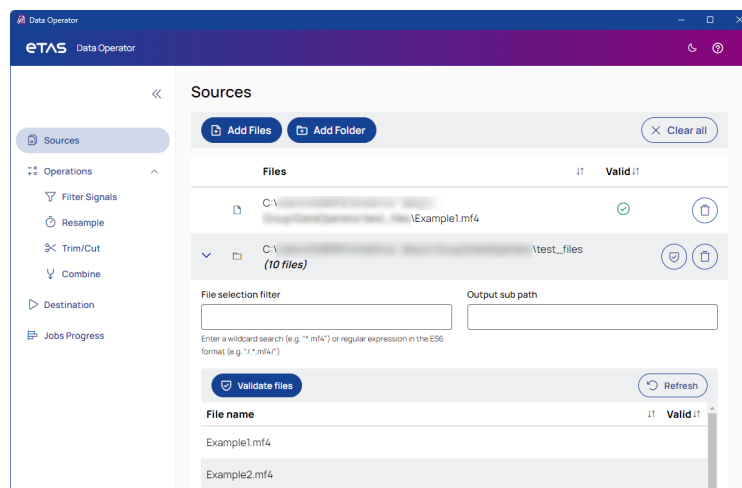 Data Operator
ETAS Data Operator
Sources
Add Files
Add Folder
Clear all
Sources
Operations
Filter Signals
Resample
Trim/Cut
Combine
Destination
Jobs Progress
Files
Valid
C:\
\Example1.mf4
C:\ \test_files
(10 files)
File selection filter
Output sub path
Enter a wildcard search (e.g. "*.mf4") or regular expression in the ES6
format (e.g. "/.*.mf4/")
Validate files
Refresh
File name
Valid
Example1.mf4
Example2.mf4